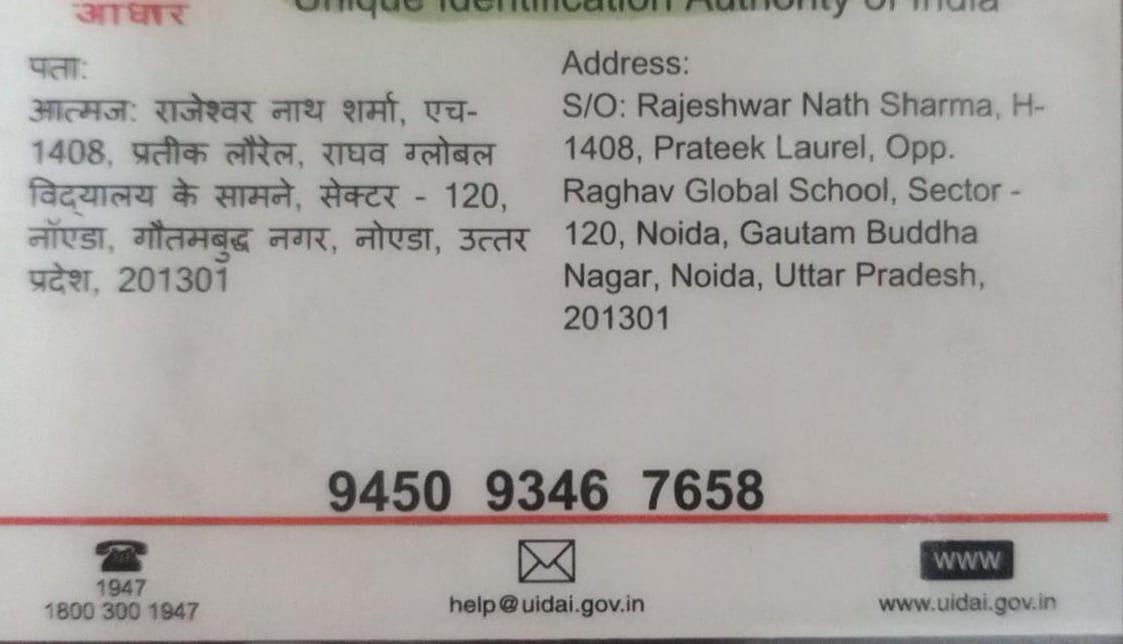 आधार
Unique Identification Authority of India
पता:
आत्मज: राजेश्वर नाथ शर्मा, एच-
1408, प्रतीक लौरेल, राघव ग्लोबल
विद्यालय के सामने, सेक्टर - 120,
नॉएडा, गौतमबुद्ध नगर, नोएडा, उत्तर
प्रदेश, 201301
Address:
S/O: Rajeshwar Nath Sharma, H-
1408, Prateek Laurel, Opp.
Raghav Global School, Sector -
120, Noida, Gautam Buddha
Nagar, Noida, Uttar Pradesh,
201301
9450 9346 7658
1947
1800 300 1947
help@uidai.gov.in
www
www.uidai.gov.in